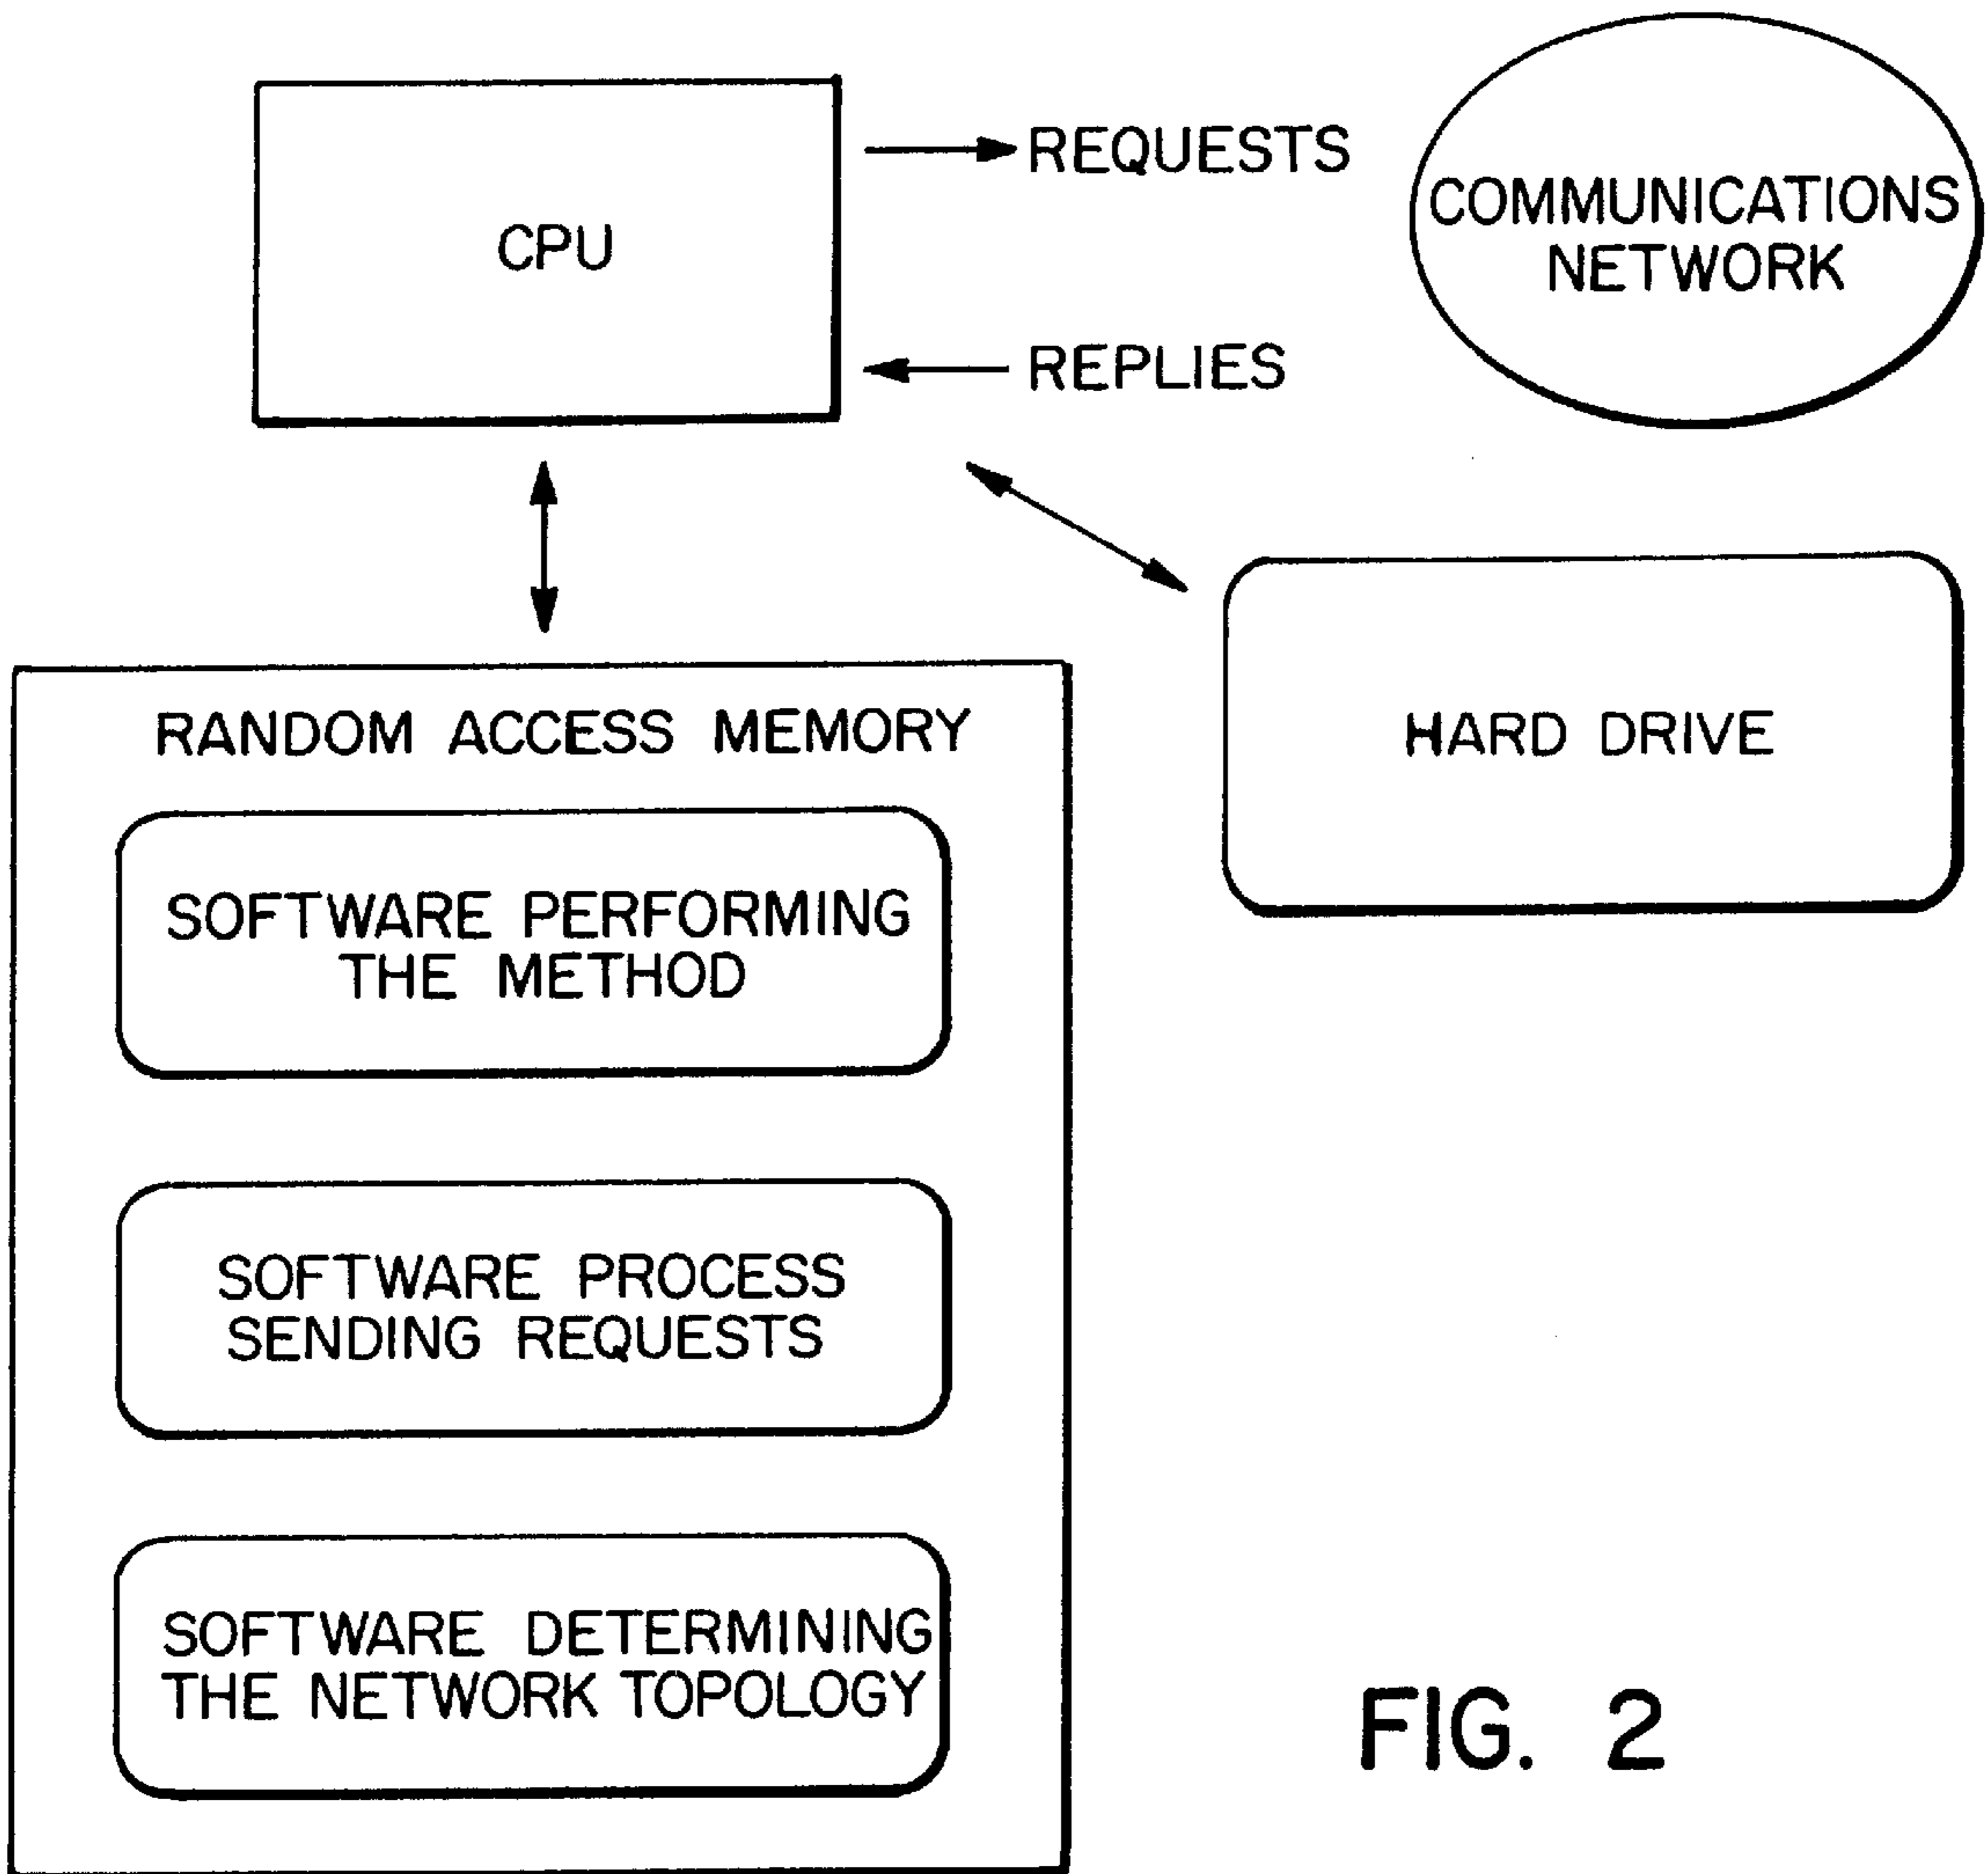 CPU
REQUESTS
REPLIES
COMMUNICATIONS
NETWORK
RANDOM ACCESS MEMORY
HARD DRIVE
SOFTWARE PERFORMING
THE METHOD
SOFTWARE PROCESS
SENDING REQUESTS
SOFTWARE DETERMINING
THE NETWORK TOPOLOGY
FIG. 2